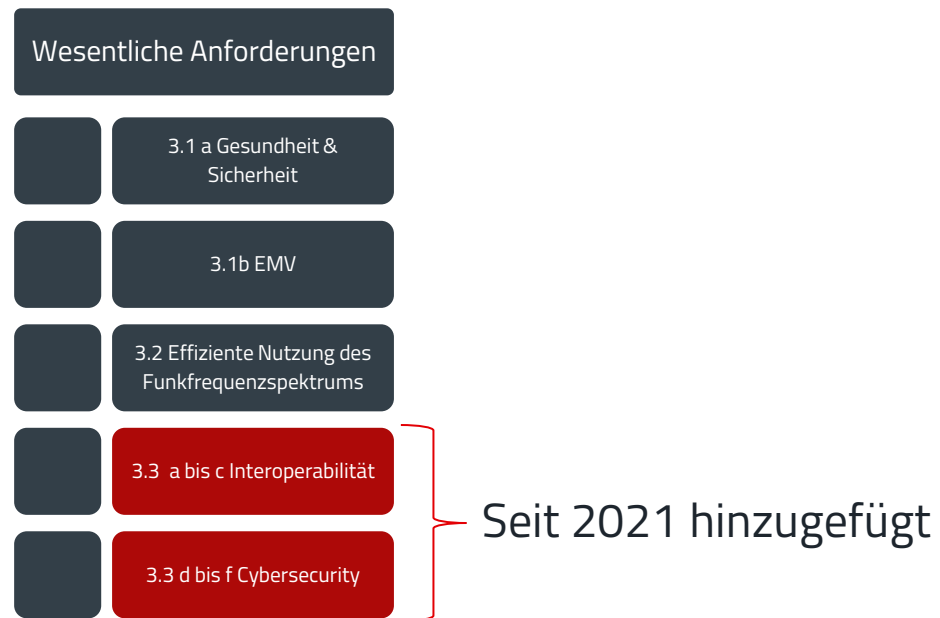 Wesentliche Anforderungen
3.1 a Gesundheit &
Sicherheit
3.1b EMV
3.2 Effiziente Nutzung des
Funkfrequenzspektrums
3.3 a bis c Interoperabilität
3.3 d bis f Cybersecurity
Seit 2021 hinzugefügt